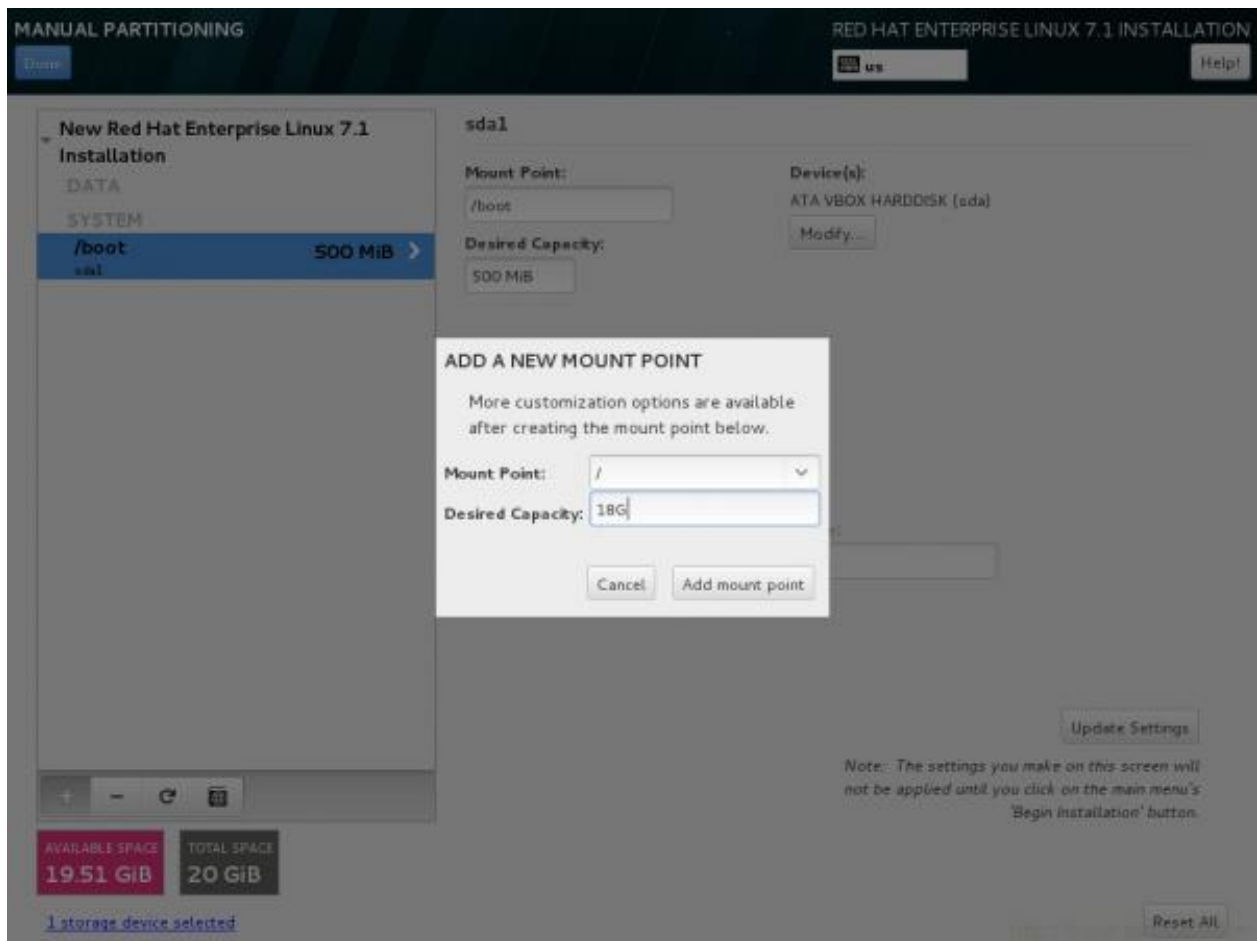 MANUAL PARTITIONING
RED HAT ENTERPRISE LINUX 7.1 INSTALLATION
Done
us
Help!
New Red Hat Enterprise Linux 7.1
Installation
DATA
SYSTEM
/boot
500 MiB
sda1
sda1
Mount Point:
/boot
Device(s):
ATA VBOX HARDDISK (sda)
Modify...
Desired Capacity:
500 MiB
ADD A NEW MOUNT POINT
More customization options are available
after creating the mount point below.
Mount Point:
/
Desired Capacity:
18G
Cancel
Add mount point
Update Settings
Note: The settings you make on this screen will
not be applied until you click on the main menu's
'Begin Installation' button.
AVAILABLE SPACE
19.51 GiB
TOTAL SPACE
20 GiB
1 storage device selected
Reset All